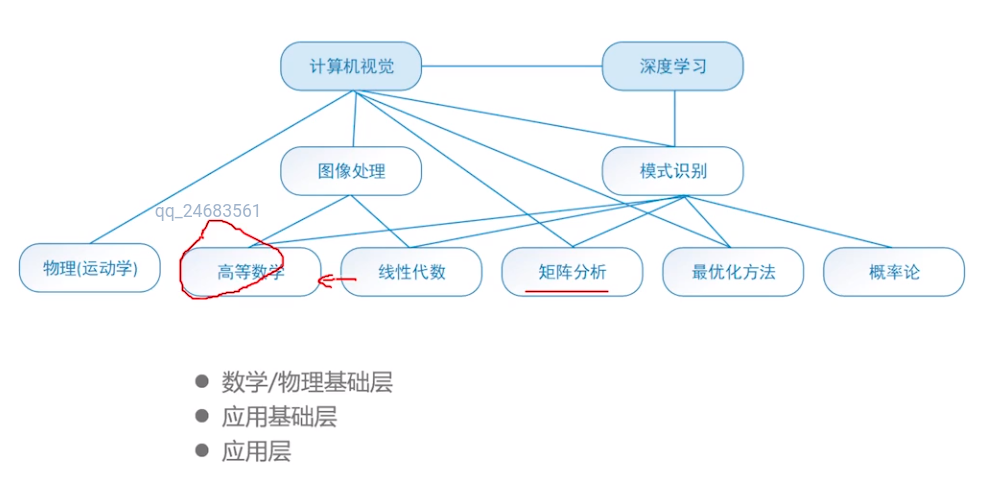 计算机视觉
深度学习
图像处理
模式识别
qq_24683561
物理(运动学)
高等数学
线性代数
矩阵分析
最优化方法
概率论
数学/物理基础层
应用基础层
应用层